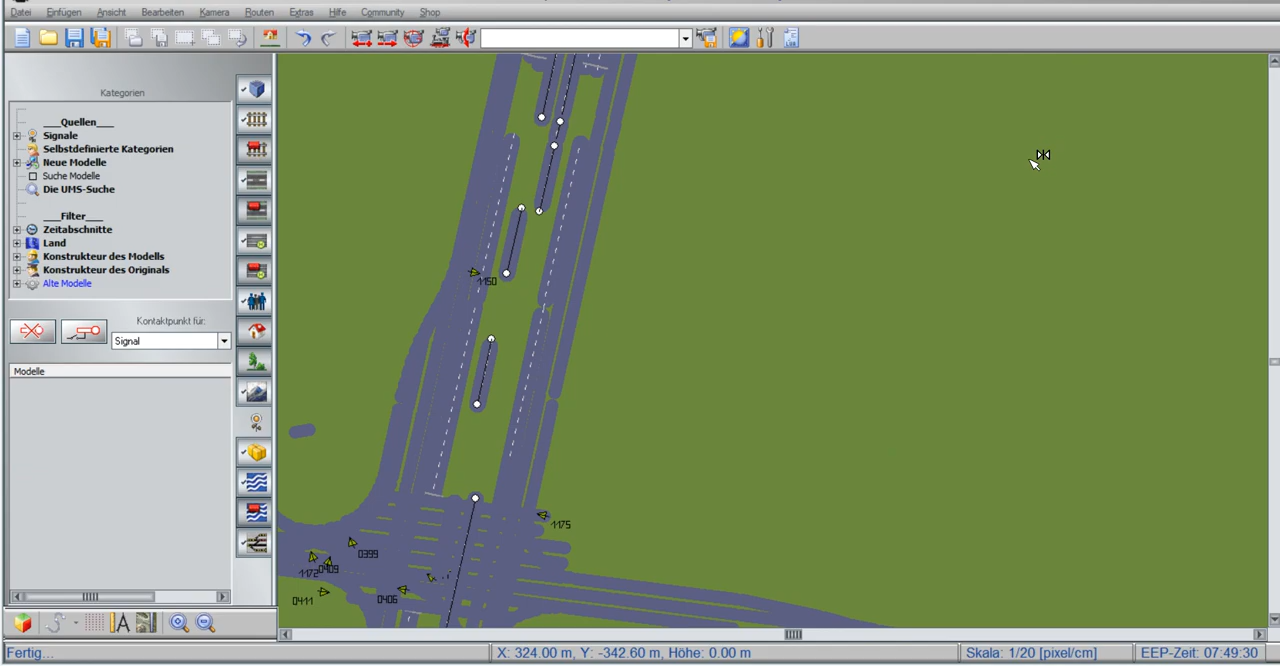 Datei Einfügen Ansicht Bearbeiten Kamera Routen Extras Hilfe Community Shop
Kategorien
___Quellen___
Signale
Selbstdefinierte Kategorien
Neue Modelle
Suche Modelle
Die UMS-Suche
___Filter___
Zeitabschnitte
Land
Konstrukteur des Modells
Konstrukteur des Originals
Alte Modelle
Kontaktpunkt für:
Signal
Modelle
1150
1175
0399
1172
0409
0411
0406
Fertig... X: 324.00 m, Y: -342.60 m, Höhe: 0.00 m Skala: 1/20 [pixel/cm] EEP-Zeit: 07:49:30